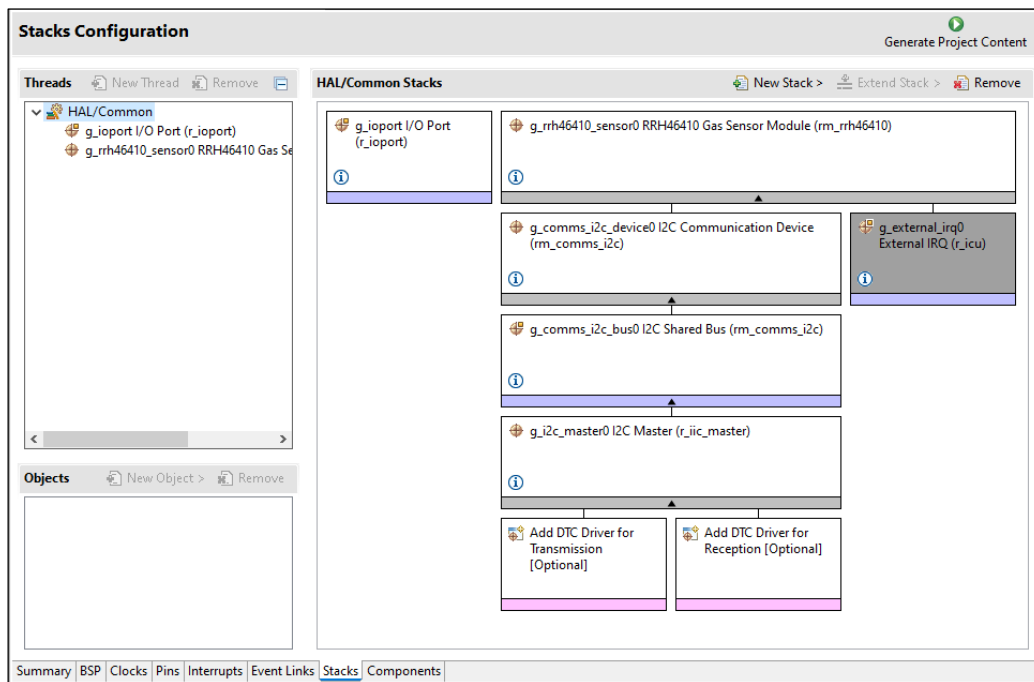 Stacks Configuration
Generate Project Content
Threads
New Thread
Remove
HAL/Common
g_ioport I/O Port (r_ioport)
g_rrh46410_sensor0 RRH46410 Gas Se
HAL/Common Stacks
New Stack >
Extend Stack >
Remove
g_ioport I/O Port
(r_ioport)
g_rrh46410_sensor0 RRH46410 Gas Sensor Module (rm_rrh46410)
g_comms_i2c_device0 I2C Communication Device
(rm_comms_i2c)
g_external_irq0
External IRQ (r_icu)
g_comms_i2c_bus0 I2C Shared Bus (rm_comms_i2c)
g_i2c_master0 I2C Master (r_iic_master)
Add DTC Driver for
Transmission
[Optional]
Add DTC Driver for
Reception [Optional]
Objects
New Object >
Remove
Summary
BSP
Clocks
Pins
Interrupts
Event Links
Stacks
Components